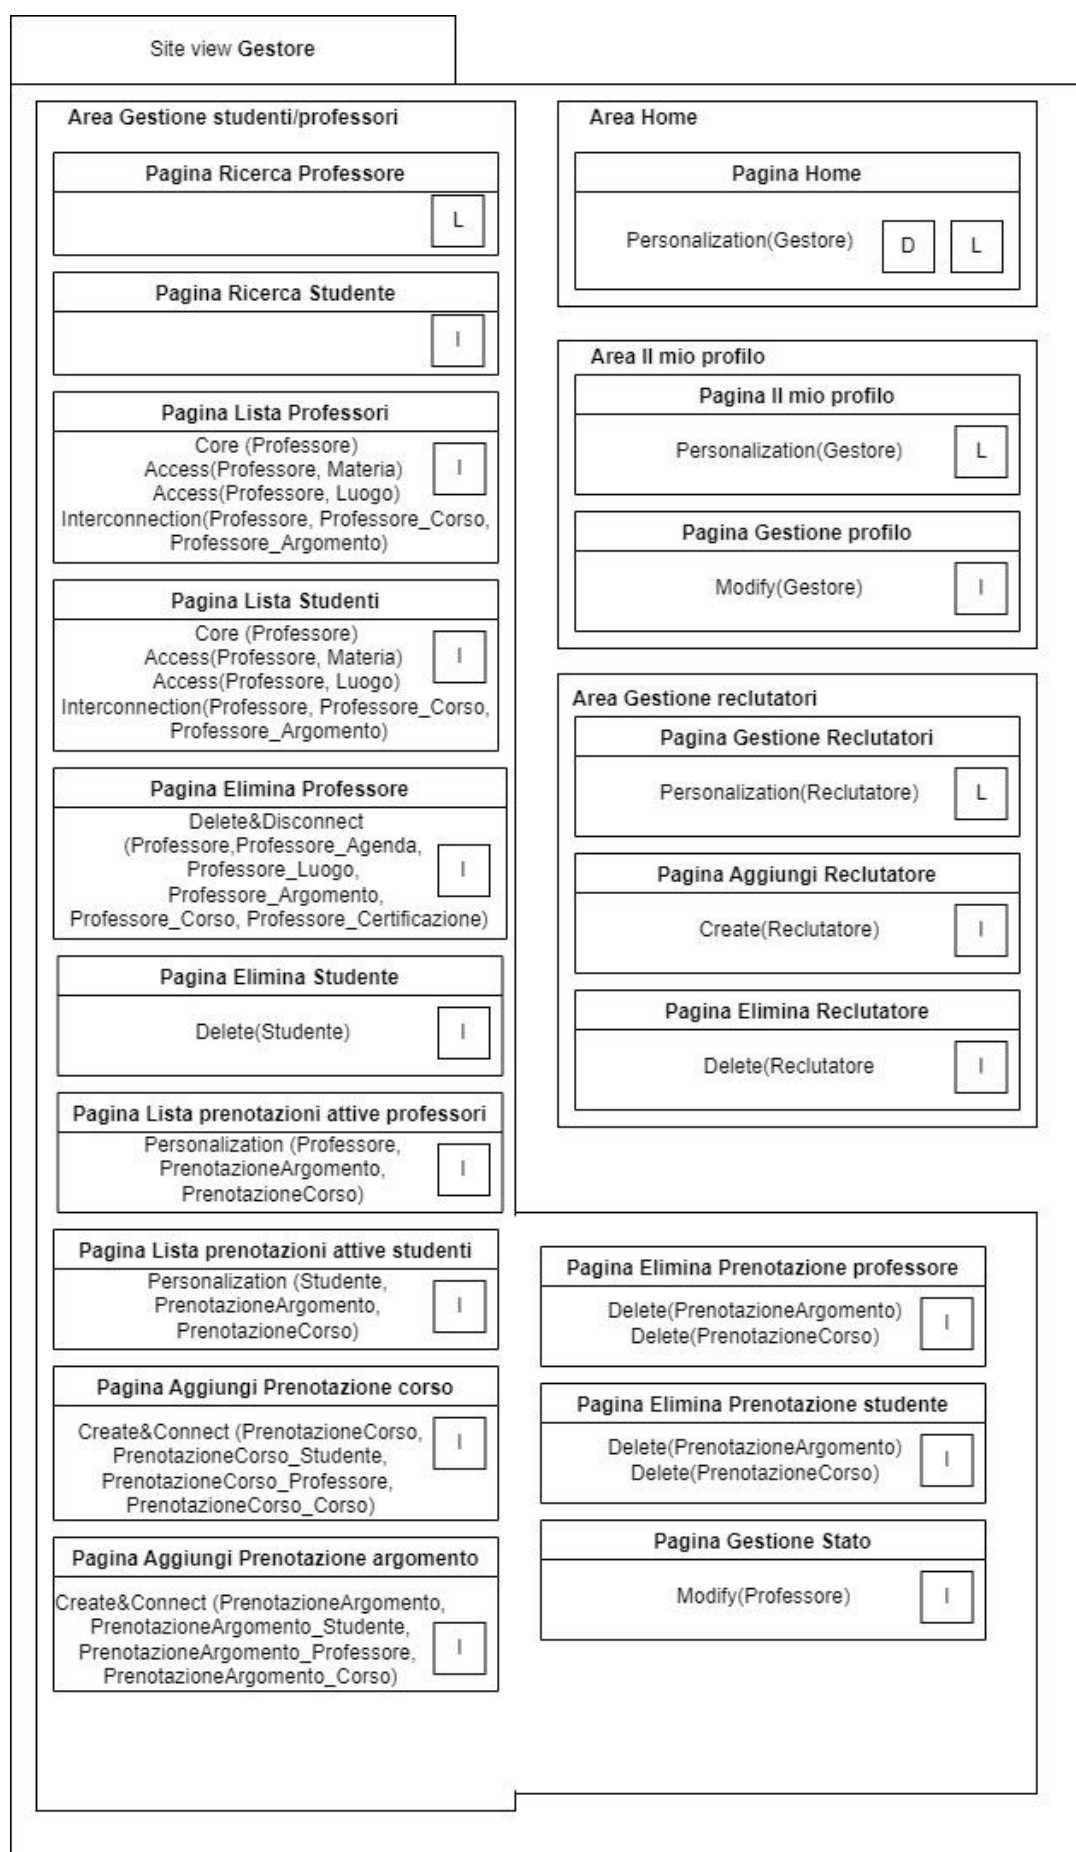 Site view Gestore
Area Gestione studenti/professori
Pagina Ricerca Professore
L
Pagina Ricerca Studente
I
Pagina Lista Professori
Core (Professore)
Access(Professore, Materia)
I
Access(Professore, Luogo)
Interconnection(Professore, Professore_Corso,
Professore_Argomento)
Pagina Lista Studenti
Core (Professore)
Access(Professore, Materia)
I
Access(Professore, Luogo)
Interconnection(Professore, Professore_Corso,
Professore_Argomento)
Pagina Elimina Professore
Delete&Disconnect
(Professore,Professore_Agenda,
Professore_Luogo,
I
Professore_Argomento,
Professore_Corso, Professore_Certificazione)
Pagina Elimina Studente
Delete(Studente)
I
Pagina Lista prenotazioni attive professori
Personalization (Professore,
PrenotazioneArgomento,
I
PrenotazioneCorso)
Pagina Lista prenotazioni attive studenti
Personalization (Studente,
PrenotazioneArgomento,
I
PrenotazioneCorso)
Pagina Aggiungi Prenotazione corso
Create&Connect (PrenotazioneCorso,
I
PrenotazioneCorso_Studente,
PrenotazioneCorso_Professore,
PrenotazioneCorso_Corso)
Pagina Aggiungi Prenotazione argomento
Create&Connect (PrenotazioneArgomento,
PrenotazioneArgomento_Studente,
PrenotazioneArgomento_Professore,
I
PrenotazioneArgomento_Corso)
Area Home
Pagina Home
Personalization(Gestore)
D
L
Area Il mio profilo
Pagina Il mio profilo
Personalization(Gestore)
L
Pagina Gestione profilo
Modify(Gestore)
I
Area Gestione reclutatori
Pagina Gestione Reclutatori
Personalization(Reclutatore)
L
Pagina Aggiungi Reclutatore
Create(Reclutatore)
I
Pagina Elimina Reclutatore
Delete(Reclutatore
I
Pagina Elimina Prenotazione professore
Delete(PrenotazioneArgomento)
I
Delete(PrenotazioneCorso)
Pagina Elimina Prenotazione studente
Delete(PrenotazioneArgomento)
I
Delete(PrenotazioneCorso)
Pagina Gestione Stato
Modify(Professore)
I